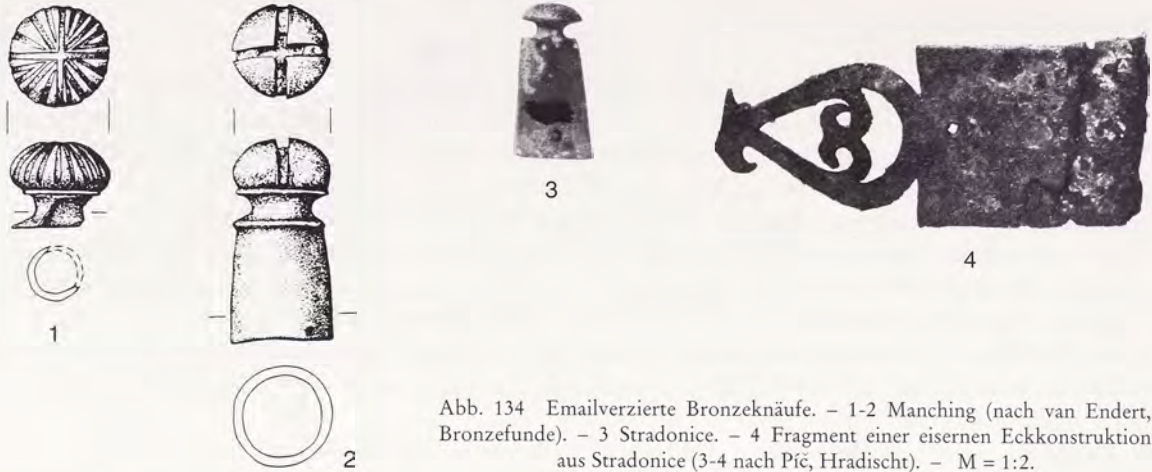 1
2
3
4
Abb. 134 Emailverzierte Bronzeknäufe. – 1-2 Manching (nach van Endert,
Bronzefunde). – 3 Stradonice. – 4 Fragment einer eisernen Eckkonstruktion
aus Stradonice (3-4 nach Píč, Hradischt). – M = 1:2.